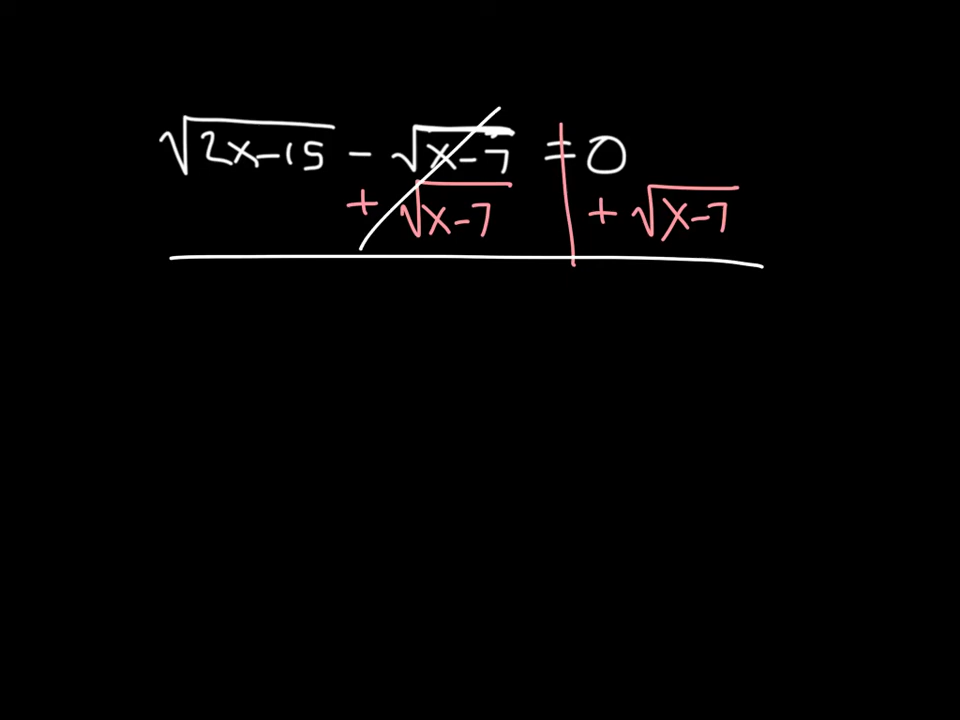 √2x-15 - √x-7 = 0
+ √x-7 + √x-7